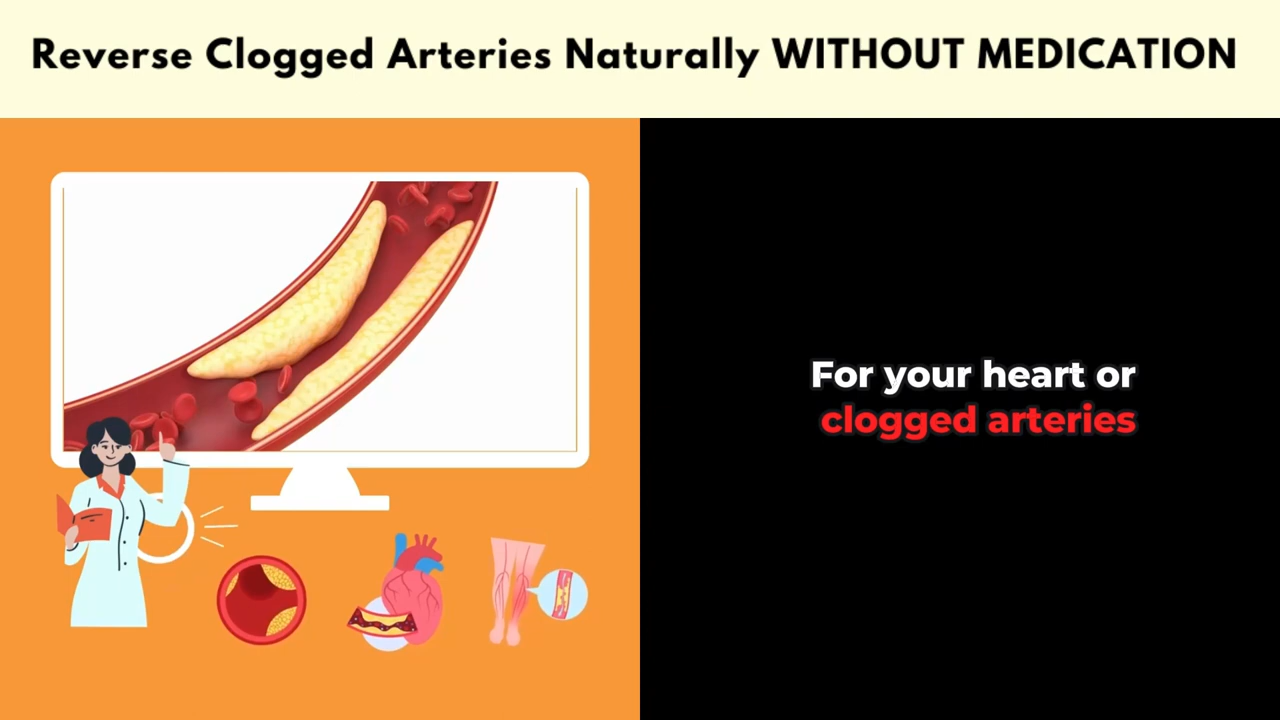 Reverse Clogged Arteries Naturally WITHOUT MEDICATION
For your heart or
clogged arteries